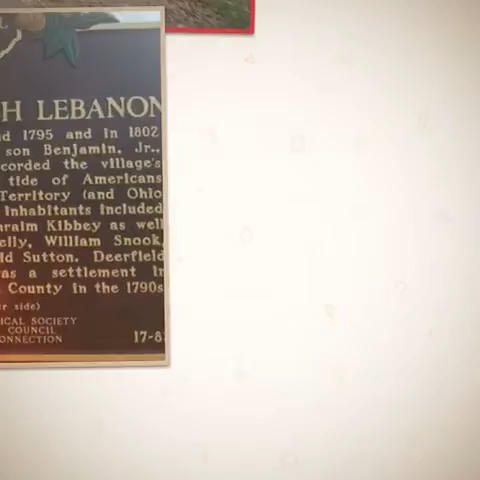 L
H LEBANON
d 1795 and in 1802
son Benjamin, Jr.,
corded the village's
tide of Americans
Territory (and Ohio
inhabitants included
raim Kibbey as well
elly, William Snook,
ld Sutton. Deerfield
as a settlement in
County in the 1790s
r side)
ICAL SOCIETY
COUNCIL
ONNECTION
17-8